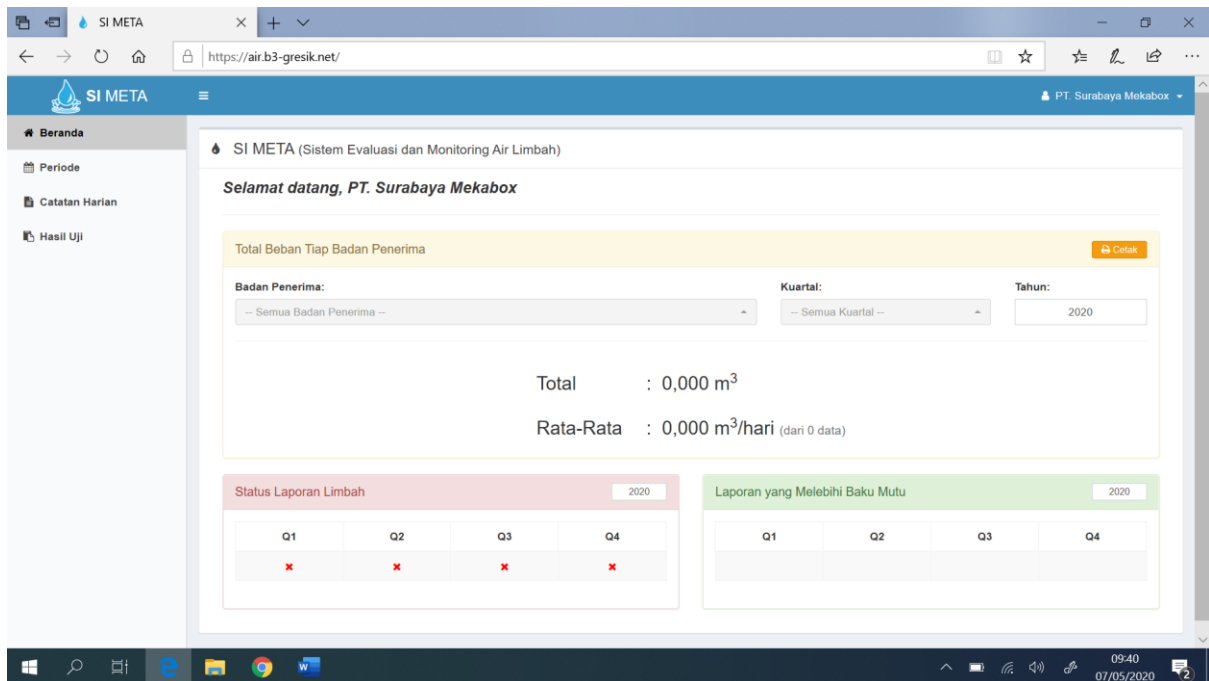 SI META
https://air.b3-gresik.net/
SI META
PT. Surabaya Mekabox
Beranda
Periode
Catatan Harian
Hasil Uji
SI META (Sistem Evaluasi dan Monitoring Air Limbah)
Selamat datang, PT. Surabaya Mekabox
Total Beban Tiap Badan Penerima
Cetak
Badan Penerima: Kuartal: Tahun:
-- Semua Badan Penerima -- -- Semua Kuartal -- 2020
Total : 0,000 m³
Rata-Rata : 0,000 m³/hari (dari 0 data)
Status Laporan Limbah 2020
Q1 Q2 Q3 Q4
Laporan yang Melebihi Baku Mutu 2020
Q1 Q2 Q3 Q4
09:40
07/05/2020
2